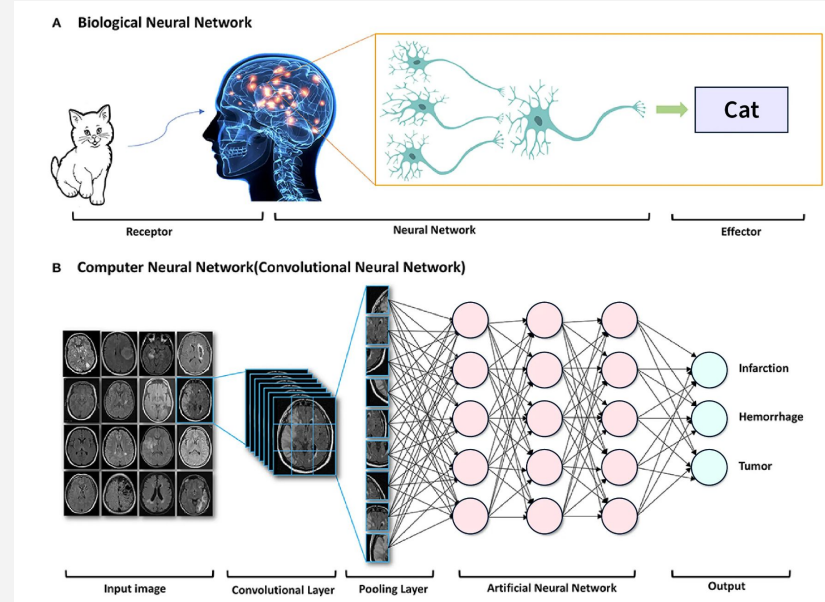 A Biological Neural Network
Cat
Receptor
Neural Network
Effector
B Computer Neural Network(Convolutional Neural Network)
Infarction
Hemorrhage
Tumor
Input image
Convolutional Layer
Pooling Layer
Artificial Neural Network
Output